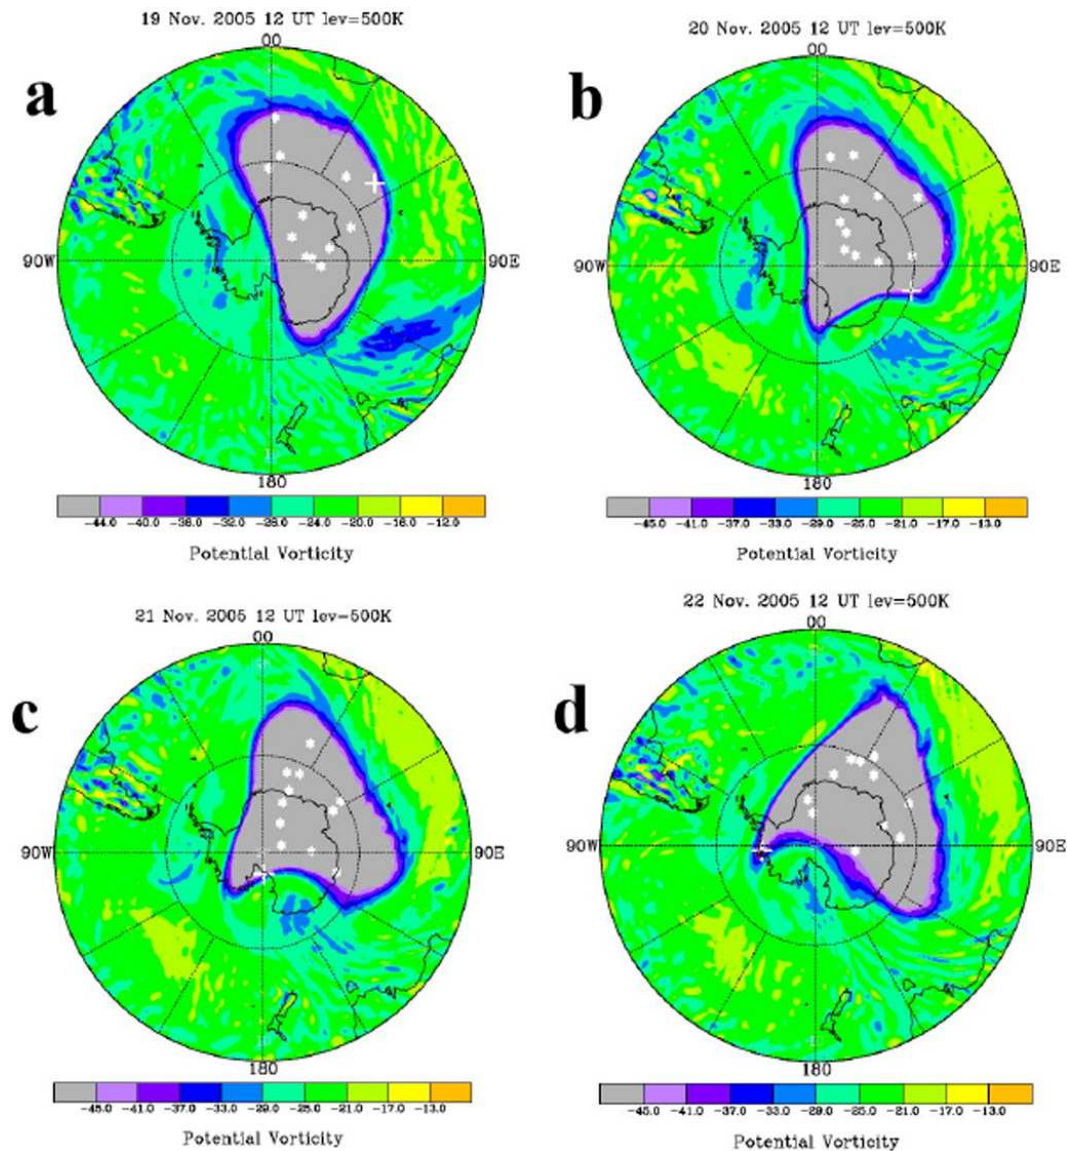 19 Nov. 2005 12 UT lev=500K
00
a
90W
90E
180
-44.0 -40.0 -36.0 -32.0 -28.0 -24.0 -20.0 -16.0 -12.0
Potential Vorticity
20 Nov. 2005 12 UT lev=500K
00
b
90W
90E
180
-45.0 -41.0 -37.0 -33.0 -29.0 -25.0 -21.0 -17.0 -13.0
Potential Vorticity
21 Nov. 2005 12 UT lev=500K
00
c
90W
90E
180
-45.0 -41.0 -37.0 -33.0 -29.0 -25.0 -21.0 -17.0 -13.0
Potential Vorticity
22 Nov. 2005 12 UT lev=500K
00
d
90W
90E
180
-45.0 -41.0 -37.0 -33.0 -29.0 -25.0 -21.0 -17.0 -13.0
Potential Vorticity